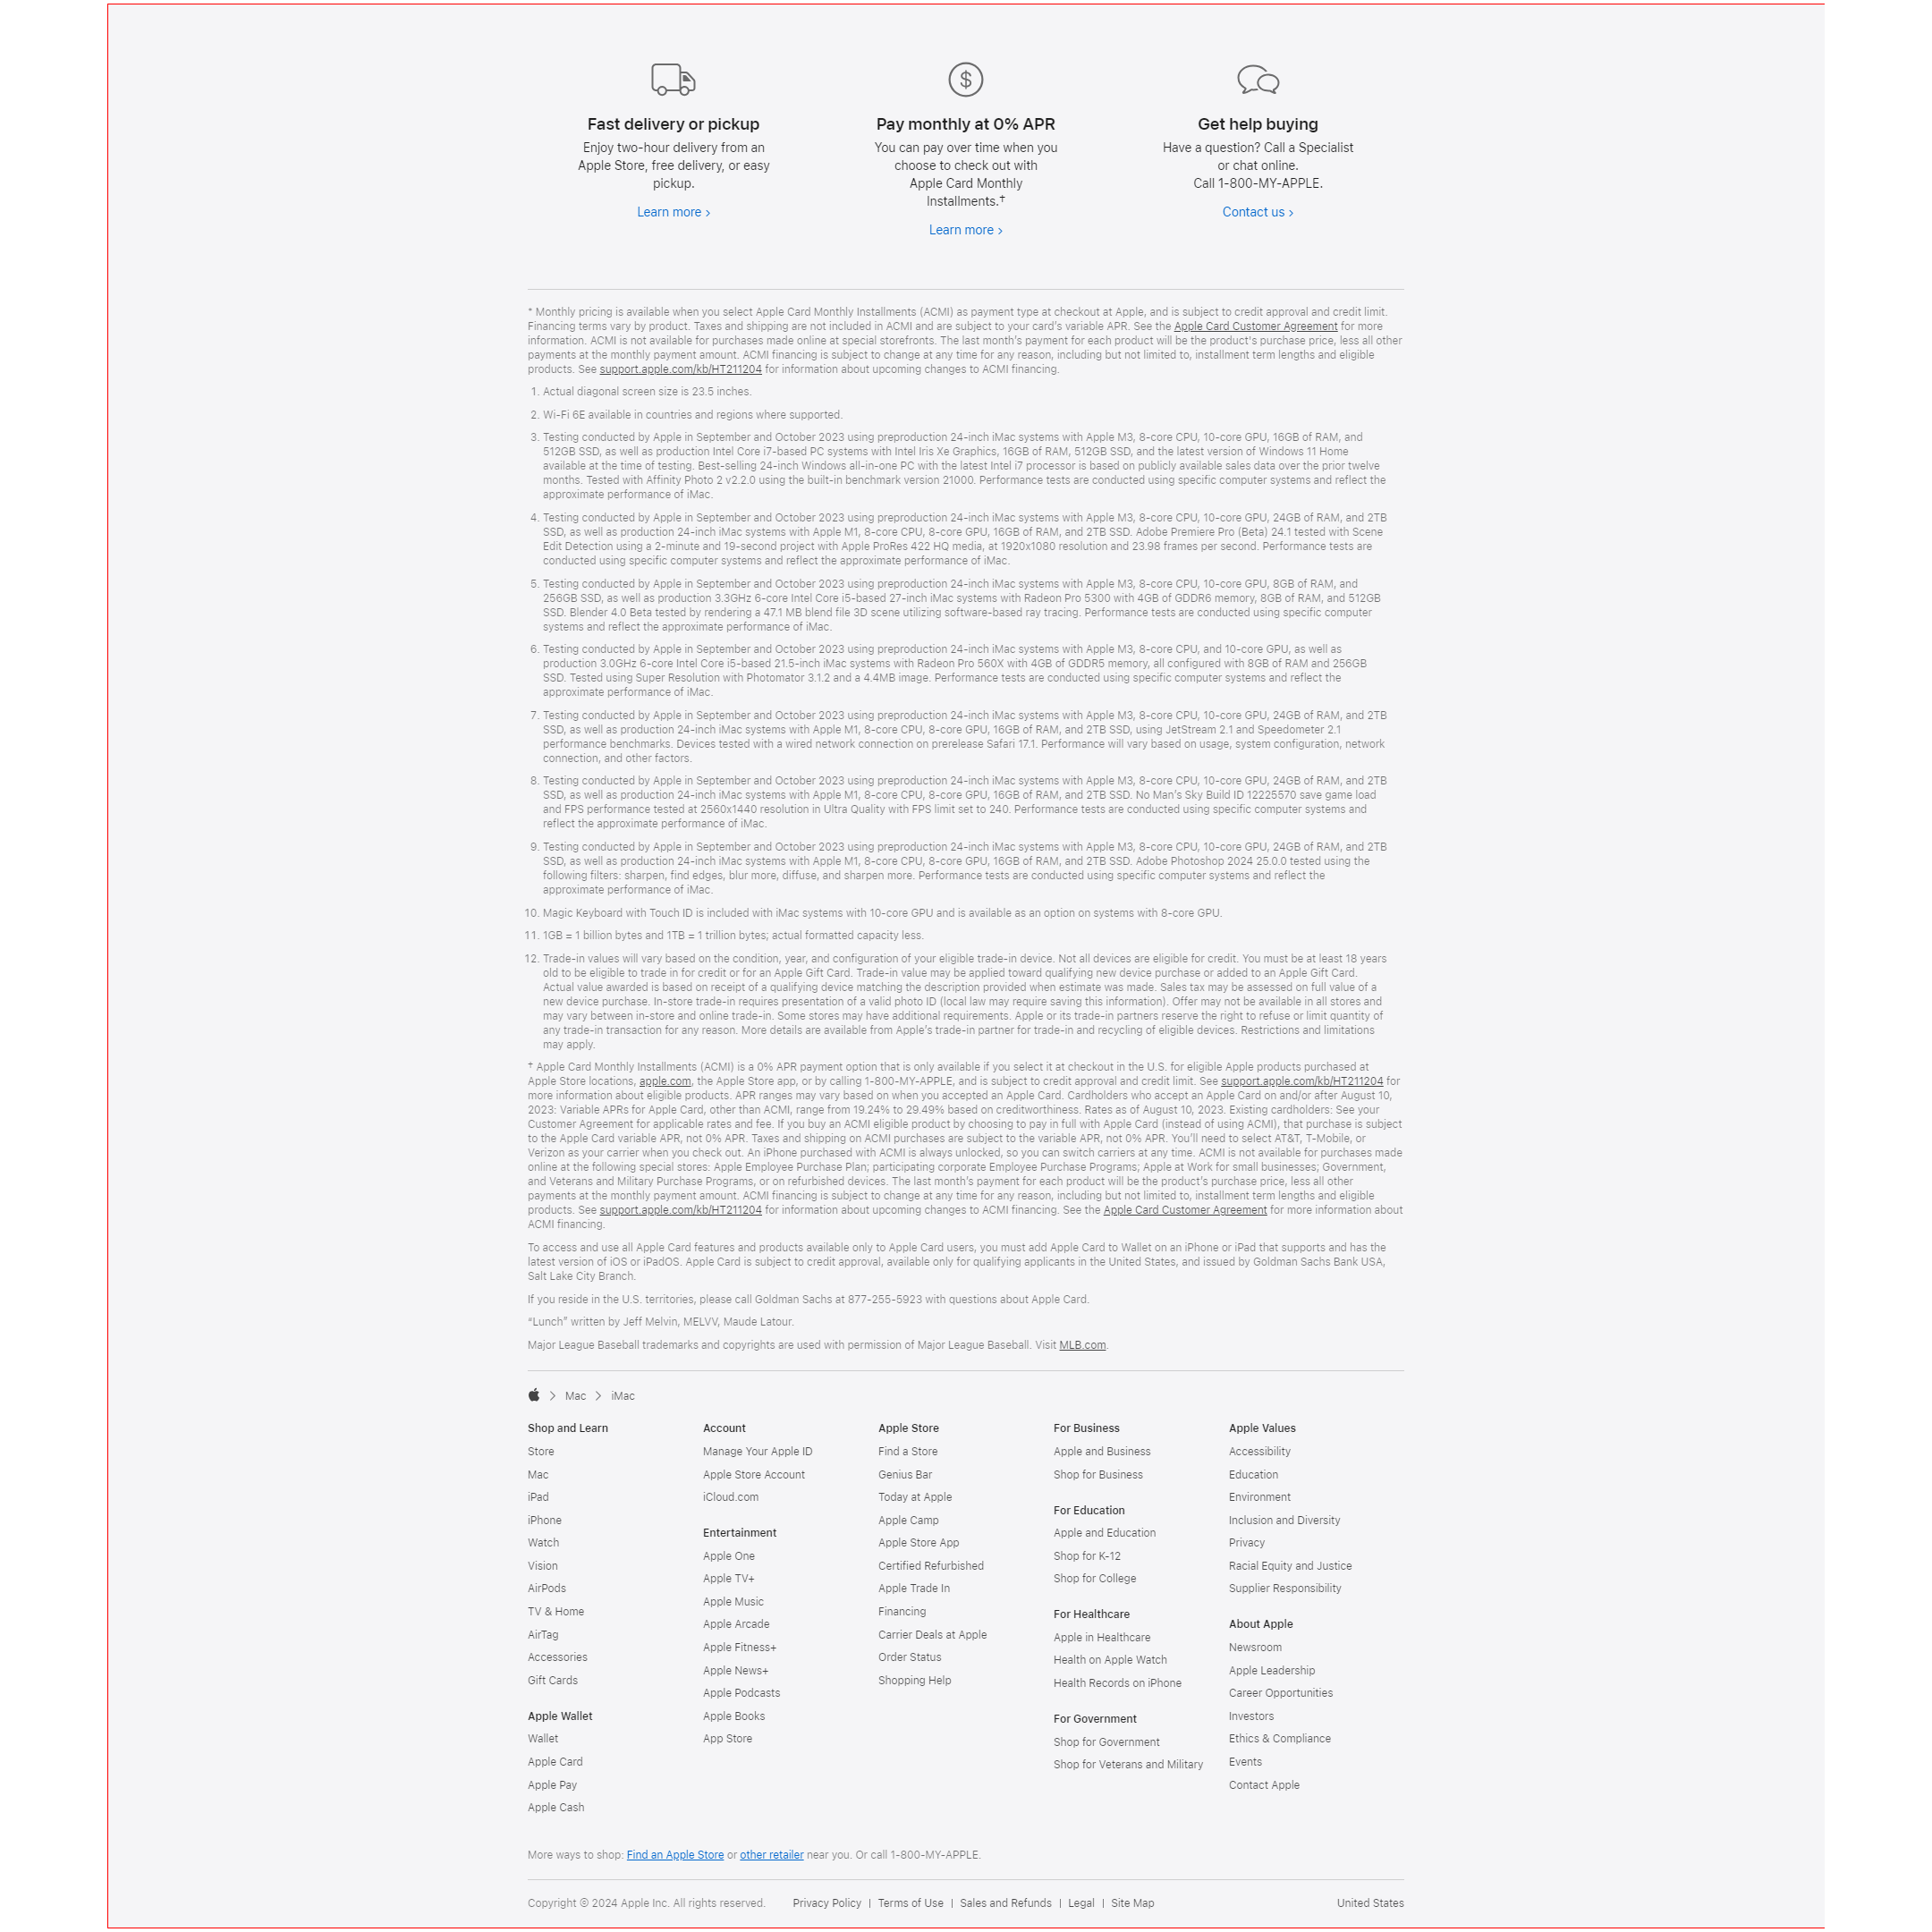 Fast delivery or pickup
Enjoy two-hour delivery from an
Apple Store, free delivery, or easy
pickup.
Learn more ›
Pay monthly at 0% APR
You can pay over time when you
choose to check out with
Apple Card Monthly
Installments.†
Learn more ›
Get help buying
Have a question? Call a Specialist
or chat online.
Call 1-800-MY-APPLE.
Contact us ›
* Monthly pricing is available when you select Apple Card Monthly Installments (ACMI) as payment type at checkout at Apple, and is subject to credit approval and credit limit.
Financing terms vary by product. Taxes and shipping are not included in ACMI and are subject to your card's variable APR. See the Apple Card Customer Agreement for more
information. ACMI is not available for purchases made online at special storefronts. The last month's payment for each product will be the product's purchase price, less all other
payments at the monthly payment amount. ACMI financing is subject to change at any time for any reason, including but not limited to, installment term lengths and eligible
products. See support.apple.com/kb/HT211204 for information about upcoming changes to ACMI financing.
1. Actual diagonal screen size is 23.5 inches.
2. Wi-Fi 6E available in countries and regions where supported.
3. Testing conducted by Apple in September and October 2023 using preproduction 24-inch iMac systems with Apple M3, 8-core CPU, 10-core GPU, 16GB of RAM, and
512GB SSD, as well as production Intel Core i7-based PC systems with Intel Iris Xe Graphics, 16GB of RAM, 512GB SSD, and the latest version of Windows 11 Home
available at the time of testing. Best-selling 24-inch Windows all-in-one PC with the latest Intel i7 processor is based on publicly available sales data over the prior twelve
months. Tested with Affinity Photo 2 v2.2.0 using the built-in benchmark version 21000. Performance tests are conducted using specific computer systems and reflect the
approximate performance of iMac.
4. Testing conducted by Apple in September and October 2023 using preproduction 24-inch iMac systems with Apple M3, 8-core CPU, 10-core GPU, 24GB of RAM, and 2TB
SSD, as well as production 24-inch iMac systems with Apple M1, 8-core CPU, 8-core GPU, 16GB of RAM, and 2TB SSD. Adobe Premiere Pro (Beta) 24.1 tested with Scene
Edit Detection using a 2-minute and 19-second project with Apple ProRes 422 HQ media, at 1920x1080 resolution and 23.98 frames per second. Performance tests are
conducted using specific computer systems and reflect the approximate performance of iMac.
5. Testing conducted by Apple in September and October 2023 using preproduction 24-inch iMac systems with Apple M3, 8-core CPU, 10-core GPU, 8GB of RAM, and
256GB SSD, as well as production 3.3GHz 6-core Intel Core i5-based 27-inch iMac systems with Radeon Pro 5300 with 4GB of GDDR6 memory, 8GB of RAM, and 512GB
SSD. Blender 4.0 Beta tested by rendering a 47.1 MB blend file 3D scene utilizing software-based ray tracing. Performance tests are conducted using specific computer
systems and reflect the approximate performance of iMac.
6. Testing conducted by Apple in September and October 2023 using preproduction 24-inch iMac systems with Apple M3, 8-core CPU, and 10-core GPU, as well as
production 3.0GHz 6-core Intel Core i5-based 21.5-inch iMac systems with Radeon Pro 560X with 4GB of GDDR5 memory, all configured with 8GB of RAM and 256GB
SSD. Tested using Super Resolution with Photomator 3.1.2 and a 4.4MB image. Performance tests are conducted using specific computer systems and reflect the
approximate performance of iMac.
7. Testing conducted by Apple in September and October 2023 using preproduction 24-inch iMac systems with Apple M3, 8-core CPU, 10-core GPU, 24GB of RAM, and 2TB
SSD, as well as production 24-inch iMac systems with Apple M1, 8-core CPU, 8-core GPU, 16GB of RAM, and 2TB SSD, using JetStream 2.1 and Speedometer 2.1
performance benchmarks. Devices tested with a wired network connection on prerelease Safari 17.1. Performance will vary based on usage, system configuration, network
connection, and other factors.
8. Testing conducted by Apple in September and October 2023 using preproduction 24-inch iMac systems with Apple M3, 8-core CPU, 10-core GPU, 24GB of RAM, and 2TB
SSD, as well as production 24-inch iMac systems with Apple M1, 8-core CPU, 8-core GPU, 16GB of RAM, and 2TB SSD. No Man's Sky Build ID 12225570 save game load
and FPS performance tested at 2560x1440 resolution in Ultra Quality with FPS limit set to 240. Performance tests are conducted using specific computer systems and
reflect the approximate performance of iMac.
9. Testing conducted by Apple in September and October 2023 using preproduction 24-inch iMac systems with Apple M3, 8-core CPU, 10-core GPU, 24GB of RAM, and 2TB
SSD, as well as production 24-inch iMac systems with Apple M1, 8-core CPU, 8-core GPU, 16GB of RAM, and 2TB SSD. Adobe Photoshop 2024 25.0.0 tested using the
following filters: sharpen, find edges, blur more, diffuse, and sharpen more. Performance tests are conducted using specific computer systems and reflect the
approximate performance of iMac.
10. Magic Keyboard with Touch ID is included with iMac systems with 10-core GPU and is available as an option on systems with 8-core GPU.
11. 1GB = 1 billion bytes and 1TB = 1 trillion bytes; actual formatted capacity less.
12. Trade-in values will vary based on the condition, year, and configuration of your eligible trade-in device. Not all devices are eligible for credit. You must be at least 18 years
old to be eligible to trade in for credit or for an Apple Gift Card. Trade-in value may be applied toward qualifying new device purchase or added to an Apple Gift Card.
Actual value awarded is based on receipt of a qualifying device matching the description provided when estimate was made. Sales tax may be assessed on full value of a
new device purchase. In-store trade-in requires presentation of a valid photo ID (local law may require saving this information). Offer may not be available in all stores and
may vary between in-store and online trade-in. Some stores may have additional requirements. Apple or its trade-in partners reserve the right to refuse or limit quantity of
any trade-in transaction for any reason. More details are available from Apple's trade-in partner for trade-in and recycling of eligible devices. Restrictions and limitations
may apply.
† Apple Card Monthly Installments (ACMI) is a 0% APR payment option that is only available if you select it at checkout in the U.S. for eligible Apple products purchased at
Apple Store locations, apple.com, the Apple Store app, or by calling 1-800-MY-APPLE, and is subject to credit approval and credit limit. See support.apple.com/kb/HT211204 for
more information about eligible products. APR ranges may vary based on when you accepted an Apple Card. Cardholders who accept an Apple Card on and/or after August 10,
2023: Variable APRs for Apple Card, other than ACMI, range from 19.24% to 29.49% based on creditworthiness. Rates as of August 10, 2023. Existing cardholders: See your
Customer Agreement for applicable rates and fee. If you buy an ACMI eligible product by choosing to pay in full with Apple Card (instead of using ACMI), that purchase is subject
to the Apple Card variable APR, not 0% APR. Taxes and shipping on ACMI purchases are subject to the variable APR, not 0% APR. You'll need to select AT&T, T-Mobile, or
Verizon as your carrier when you check out. An iPhone purchased with ACMI is always unlocked, so you can switch carriers at any time. ACMI is not available for purchases made
online at the following special stores: Apple Employee Purchase Plan; participating corporate Employee Purchase Programs; Apple at Work for small businesses; Government,
and Veterans and Military Purchase Programs, or on refurbished devices. The last month's payment for each product will be the product's purchase price, less all other
payments at the monthly payment amount. ACMI financing is subject to change at any time for any reason, including but not limited to, installment term lengths and eligible
products. See support.apple.com/kb/HT211204 for information about upcoming changes to ACMI financing. See the Apple Card Customer Agreement for more information about
ACMI financing.
To access and use all Apple Card features and products available only to Apple Card users, you must add Apple Card to Wallet on an iPhone or iPad that supports and has the
latest version of iOS or iPadOS. Apple Card is subject to credit approval, available only for qualifying applicants in the United States, and issued by Goldman Sachs Bank USA,
Salt Lake City Branch.
If you reside in the U.S. territories, please call Goldman Sachs at 877-255-5923 with questions about Apple Card.
“Lunch” written by Jeff Melvin, MELVV, Maude Latour.
Major League Baseball trademarks and copyrights are used with permission of Major League Baseball. Visit MLB.com.
Mac
iMac
Shop and Learn
Store
Mac
iPad
iPhone
Watch
Vision
AirPods
TV & Home
AirTag
Accessories
Gift Cards
Apple Wallet
Wallet
Apple Card
Apple Pay
Apple Cash
Account
Manage Your Apple ID
Apple Store Account
iCloud.com
Entertainment
Apple One
Apple TV+
Apple Music
Apple Arcade
Apple Fitness+
Apple News+
Apple Podcasts
Apple Books
App Store
Apple Store
Find a Store
Genius Bar
Today at Apple
Apple Camp
Apple Store App
Certified Refurbished
Apple Trade In
Financing
Carrier Deals at Apple
Order Status
Shopping Help
For Business
Apple and Business
Shop for Business
For Education
Apple and Education
Shop for K-12
Shop for College
For Healthcare
Apple in Healthcare
Health on Apple Watch
Health Records on iPhone
For Government
Shop for Government
Shop for Veterans and Military
Apple Values
Accessibility
Education
Environment
Inclusion and Diversity
Privacy
Racial Equity and Justice
Supplier Responsibility
About Apple
Newsroom
Apple Leadership
Career Opportunities
Investors
Ethics & Compliance
Events
Contact Apple
More ways to shop: Find an Apple Store or other retailer near you. Or call 1-800-MY-APPLE.
Copyright © 2024 Apple Inc. All rights reserved. Privacy Policy | Terms of Use | Sales and Refunds | Legal | Site Map United States